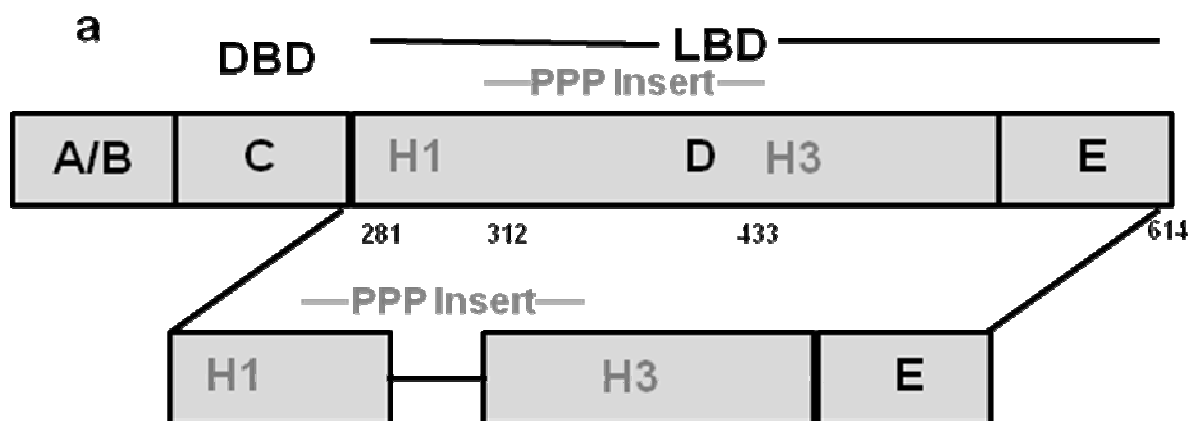 a
DBD LBD
PPP Insert
A/B C H1 D H3 E
281 312 433 614
PPP Insert
H1 H3 E